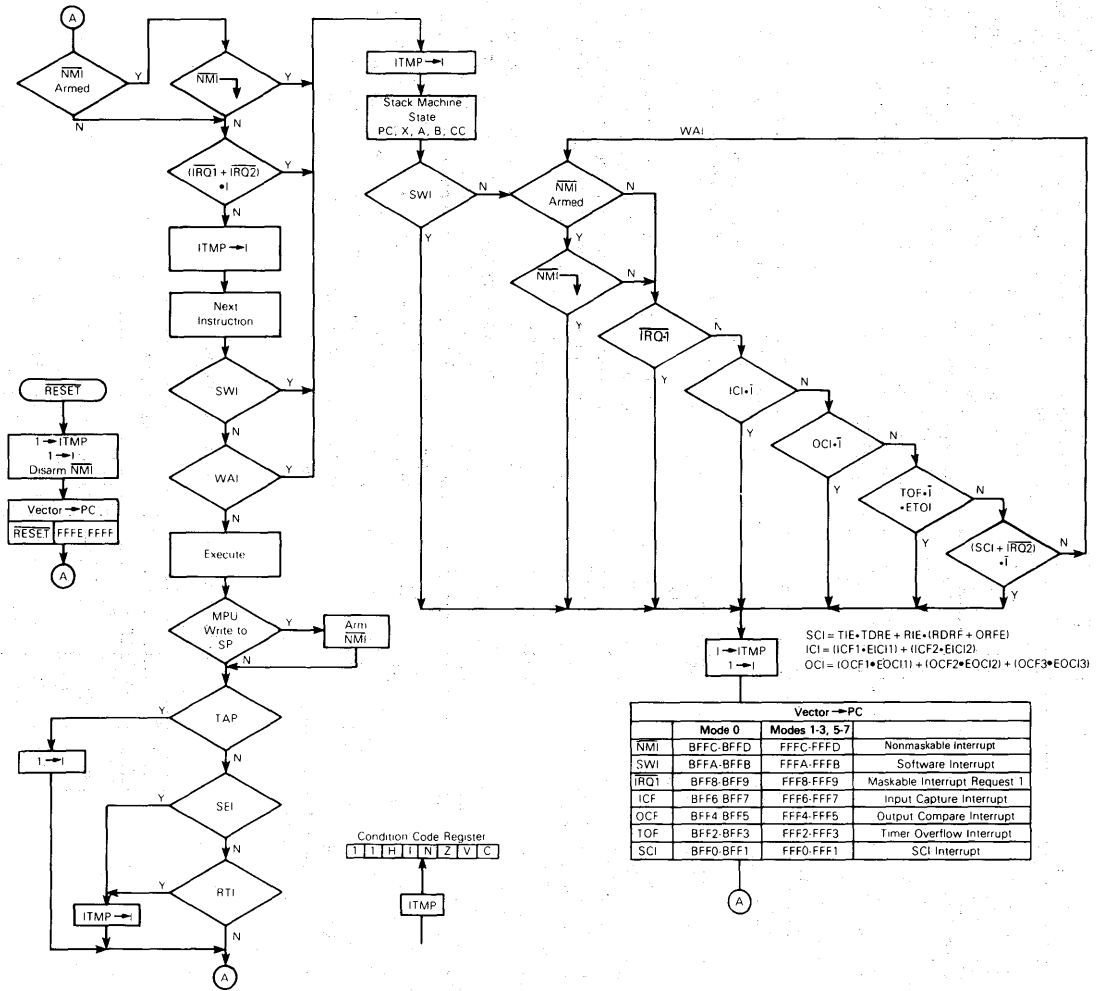 A
NMI
Armed
Y
N
NMI
Y
N
(IRQ1 + IRQ2)
•I
Y
N
ITMP→I
Next
Instruction
SWI
Y
N
WAI
Y
N
Execute
MPU
Write to
SP
Y
N
Arm
NMI
TAP
Y
N
1→I
SEI
Y
N
RTI
Y
N
ITMP→I
A
RESET
1→ITMP
1→I
Disarm NMI
Vector→PC
RESET FFFE FFFF
A
ITMP→I
Stack Machine
State
PC, X, A, B, CC
SWI
N
Y
WAI
NMI
Armed
N
Y
NMI
N
Y
IRQ1
N
Y
ICI•Ī
N
Y
OCI•Ī
N
Y
TOF•Ī
•ETOI
N
Y
(SCI + IRQ2)
•Ī
N
Y
I→ITMP
1→I
SCI = TIE•TDRE + RIE•(RDRF + ORFE)
ICI = (ICF1•EICI1) + (ICF2•EICI2)
OCI = (OCF1•EOCI1) + (OCF2•EOCI2) + (OCF3•EOCI3)
Vector→PC
Mode 0 Modes 1-3, 5-7
NMI BFFC-BFFD FFFC-FFFD Nonmaskable Interrupt
SWI BFFA-BFFB FFFA-FFFB Software Interrupt
IRQ1 BFF8-BFF9 FFF8-FFF9 Maskable Interrupt Request 1
ICF BFF6 BFF7 FFF6-FFF7 Input Capture Interrupt
OCF BFF4 BFF5 FFF4-FFF5 Output Compare Interrupt
TOF BFF2-BFF3 FFF2-FFF3 Timer Overflow Interrupt
SCI BFF0-BFF1 FFF0-FFF1 SCI Interrupt
A
Condition Code Register
1 1 H I N Z V C
ITMP